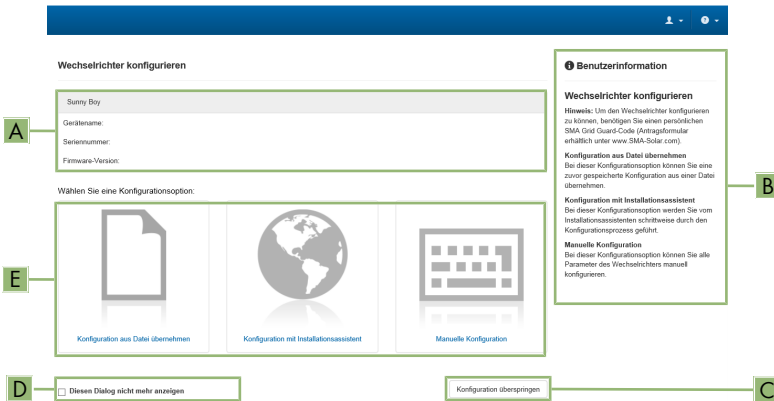 Wechselrichter konfigurieren
Sunny Boy
Gerätename:
Seriennummer:
Firmware-Version:
A
Wählen Sie eine Konfigurationsoption:
Konfiguration aus Datei übernehmen
Konfiguration mit Installationsassistent
Manuelle Konfiguration
E
Diesen Dialog nicht mehr anzeigen
D
Konfiguration überspringen
C
Benutzerinformation
Wechselrichter konfigurieren
Hinweis: Um den Wechselrichter konfigurieren
zu können, benötigen Sie einen persönlichen
SMA Grid Guard-Code (Antragsformular
erhältlich unter www.SMA-Solar.com).
Konfiguration aus Datei übernehmen
Bei dieser Konfigurationsoption können Sie eine
zuvor gespeicherte Konfiguration aus einer Datei
übernehmen.
Konfiguration mit Installationsassistent
Bei dieser Konfigurationsoption werden Sie vom
Installationsassistenten schrittweise durch den
Konfigurationsprozess geführt.
Manuelle Konfiguration
Bei dieser Konfigurationsoption können Sie alle
Parameter des Wechselrichters manuell
konfigurieren.
B